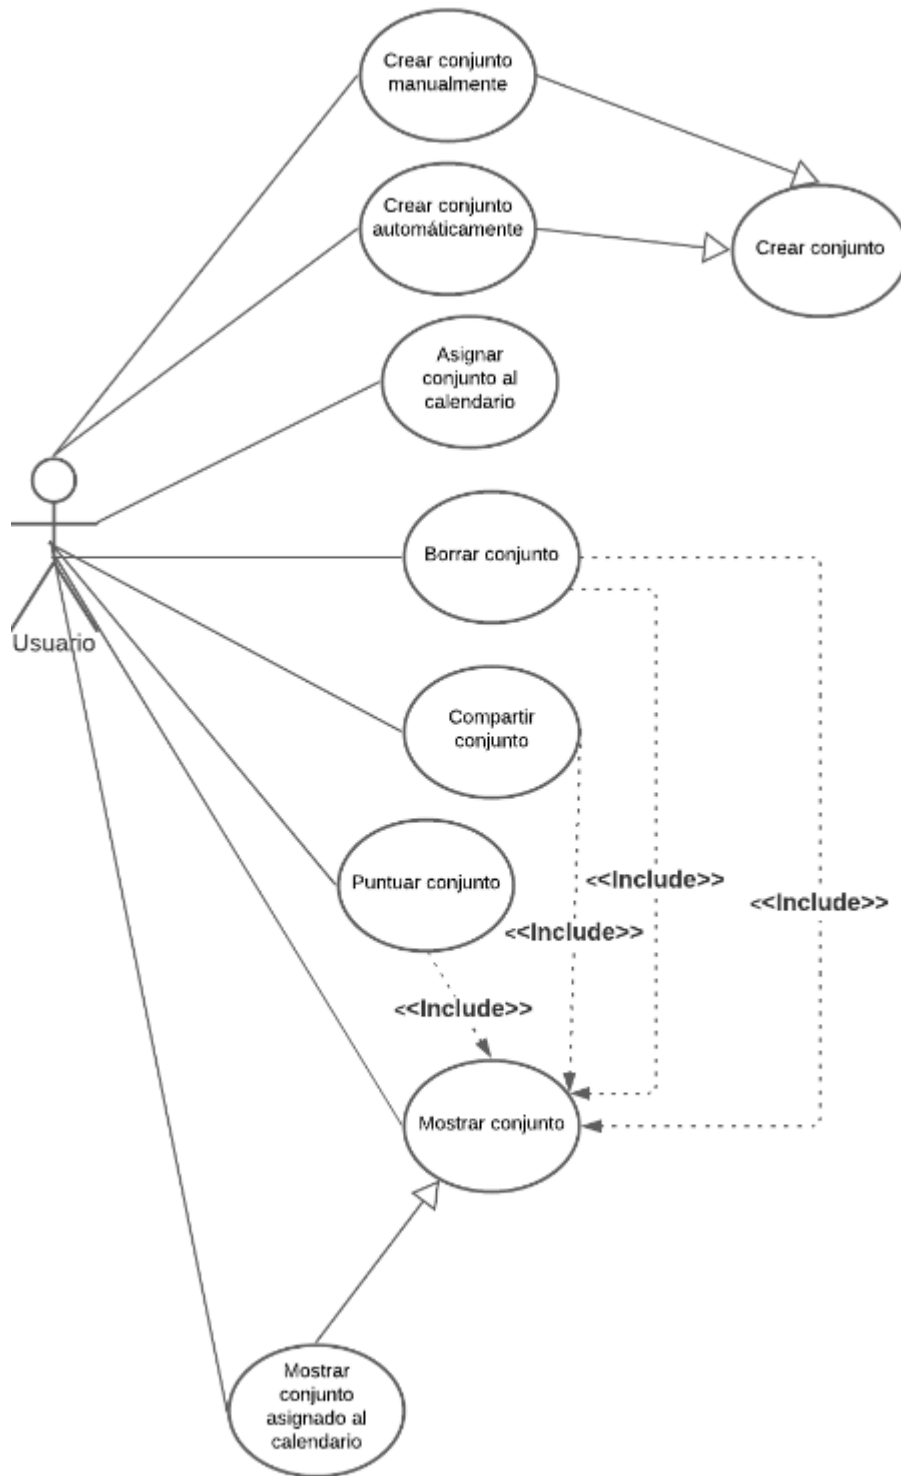 Crear conjunto
manualmente
Crear conjunto
automáticamente
Crear conjunto
Asignar
conjunto al
calendario
Borrar conjunto
Usuario
Compartir
conjunto
Puntuar conjunto
<<Include>>
<<Include>>
<<Include>>
<<Include>>
Mostrar conjunto
Mostrar
conjunto
asignado al
calendario